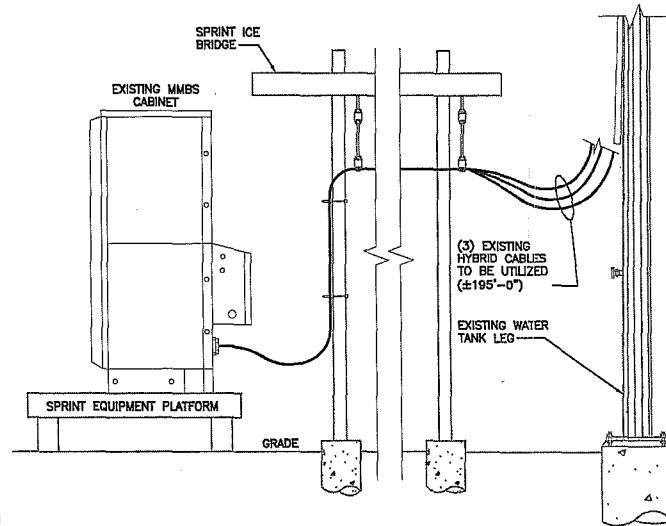 SPRINT ICE
BRIDGE
EXISTING MMBS
CABINET
(3) EXISTING
HYBRID CABLES
TO BE UTILIZED
(±195'-0")
EXISTING WATER
TANK LEG
SPRINT EQUIPMENT PLATFORM
GRADE